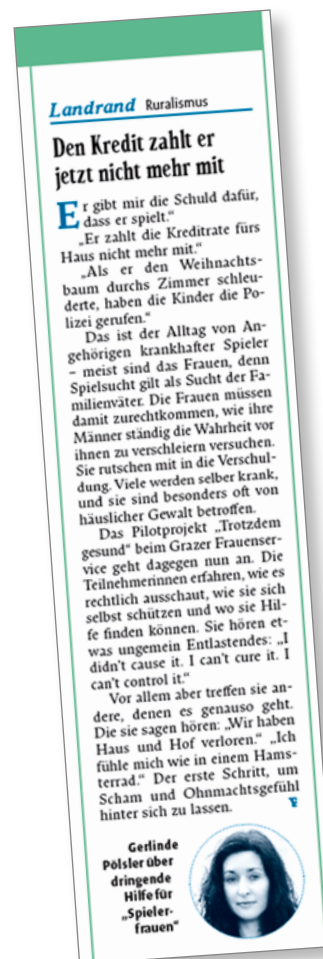 Landrand Ruralismus
Den Kredit zahlt er
jetzt nicht mehr mit
Er gibt mir die Schuld dafür,
dass er spielt.“
„Er zahlt die Kreditrate fürs
Haus nicht mehr mit.“
„Als er den Weihnachts-
baum durchs Zimmer schleu-
derte, haben die Kinder die Po-
lizei gerufen.“
Das ist der Alltag von An-
gehörigen krankhafter Spieler
– meist sind das Frauen, denn
Spielsucht gilt als Sucht der Fa-
milienväter. Die Frauen müssen
damit zurechtkommen, wie ihre
Männer ständig die Wahrheit vor
ihnen zu verschleiern versuchen.
Sie rutschen mit in die Verschul-
dung. Viele werden selber krank,
und sie sind besonders oft von
häuslicher Gewalt betroffen.
Das Pilotprojekt „Trotzdem
gesund“ beim Grazer Frauenser-
vice geht dagegen nun an. Die
Teilnehmerinnen erfahren, wie es
rechtlich ausschaut, wie sie sich
selbst schützen und wo sie Hil-
fe finden können. Sie hören et-
was ungemein Entlastendes: „I
didn't cause it. I can't cure it. I
can't control it.“
Vor allem aber treffen sie an-
dere, denen es genauso geht.
Die sie sagen hören: „Wir haben
Haus und Hof verloren.“ „Ich
fühle mich wie in einem Hams-
terrad.“ Der erste Schritt, um
Scham und Ohnmachtsgefühl
hinter sich zu lassen.
Gerlinde
Pölsler über
dringende
Hilfe für
„Spieler-
frauen“